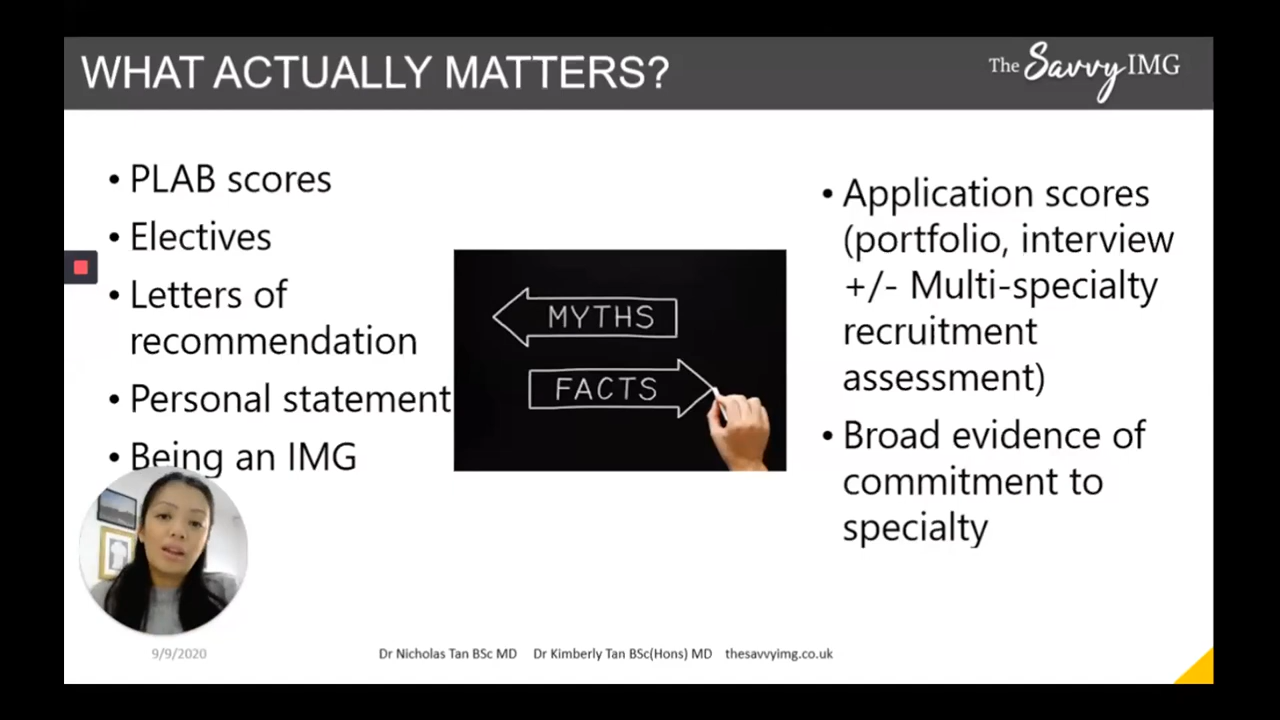 WHAT ACTUALLY MATTERS?
The Savvy IMG
• PLAB scores
• Electives
• Letters of
recommendation
• Personal statement
• Being an IMG
MYTHS
FACTS
• Application scores
(portfolio, interview
+/- Multi-specialty
recruitment
assessment)
• Broad evidence of
commitment to
specialty
9/9/2020
Dr Nicholas Tan BSc MD Dr Kimberly Tan BSc(Hons) MD thesavvyimg.co.uk